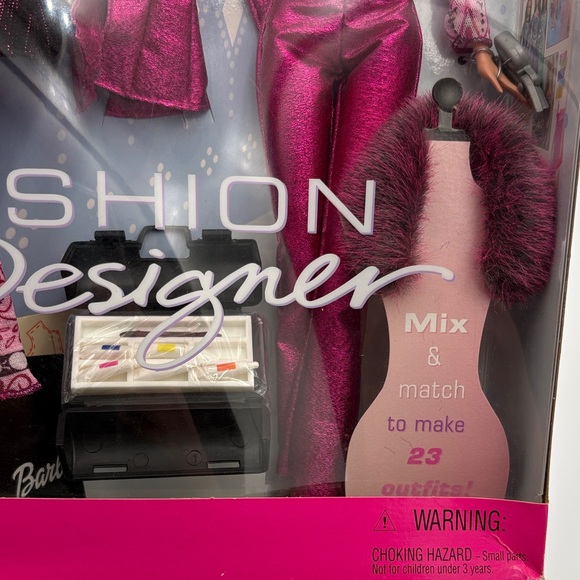 SHION
Designer
Mix
&
match
to make
23
outfits!
Barb
⚠ WARNING:
CHOKING HAZARD – Small parts.
Not for children under 3 years.